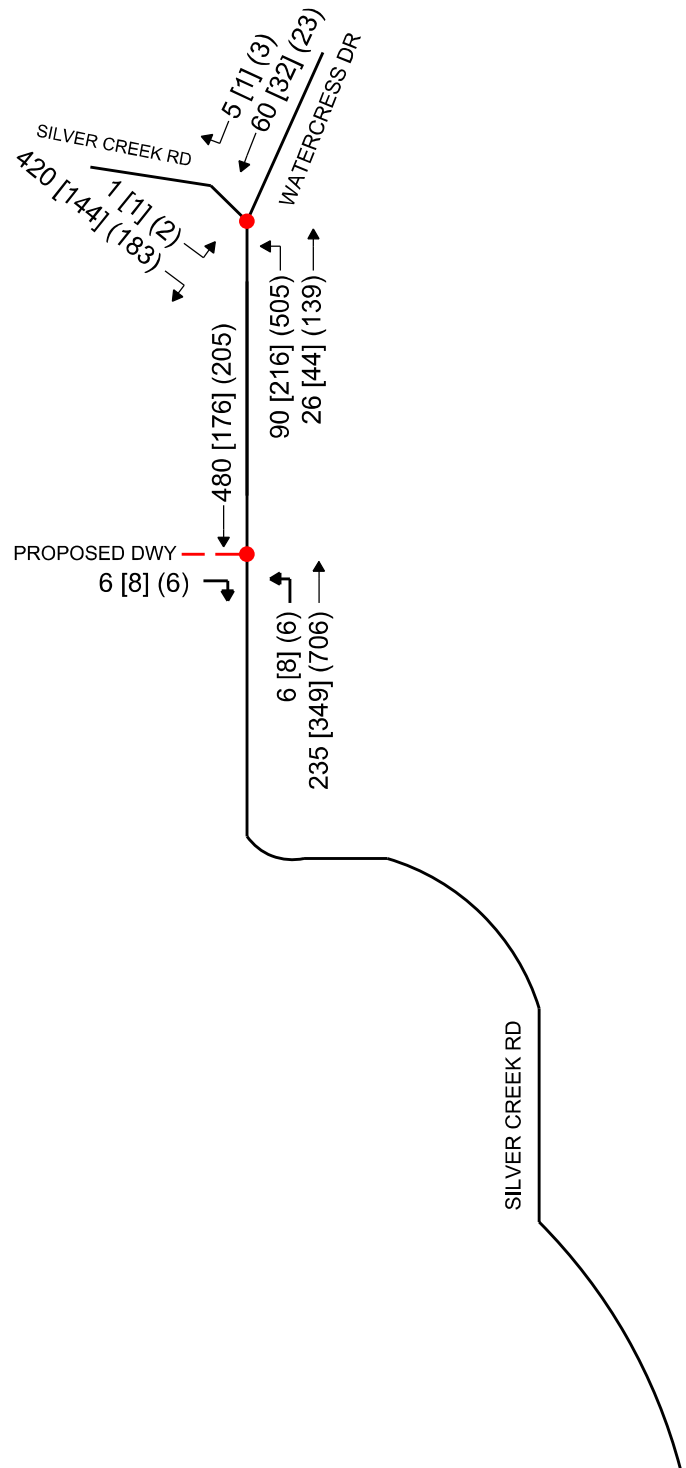 5 [1] (3)
60 [32] (23)
WATERCRESS DR
SILVER CREEK RD
1 [1] (2)
420 [144] (183)
90 [216] (505)
26 [44] (139)
480 [176] (205)
PROPOSED DWY
6 [8] (6)
6 [8] (6)
235 [349] (706)
SILVER CREEK RD